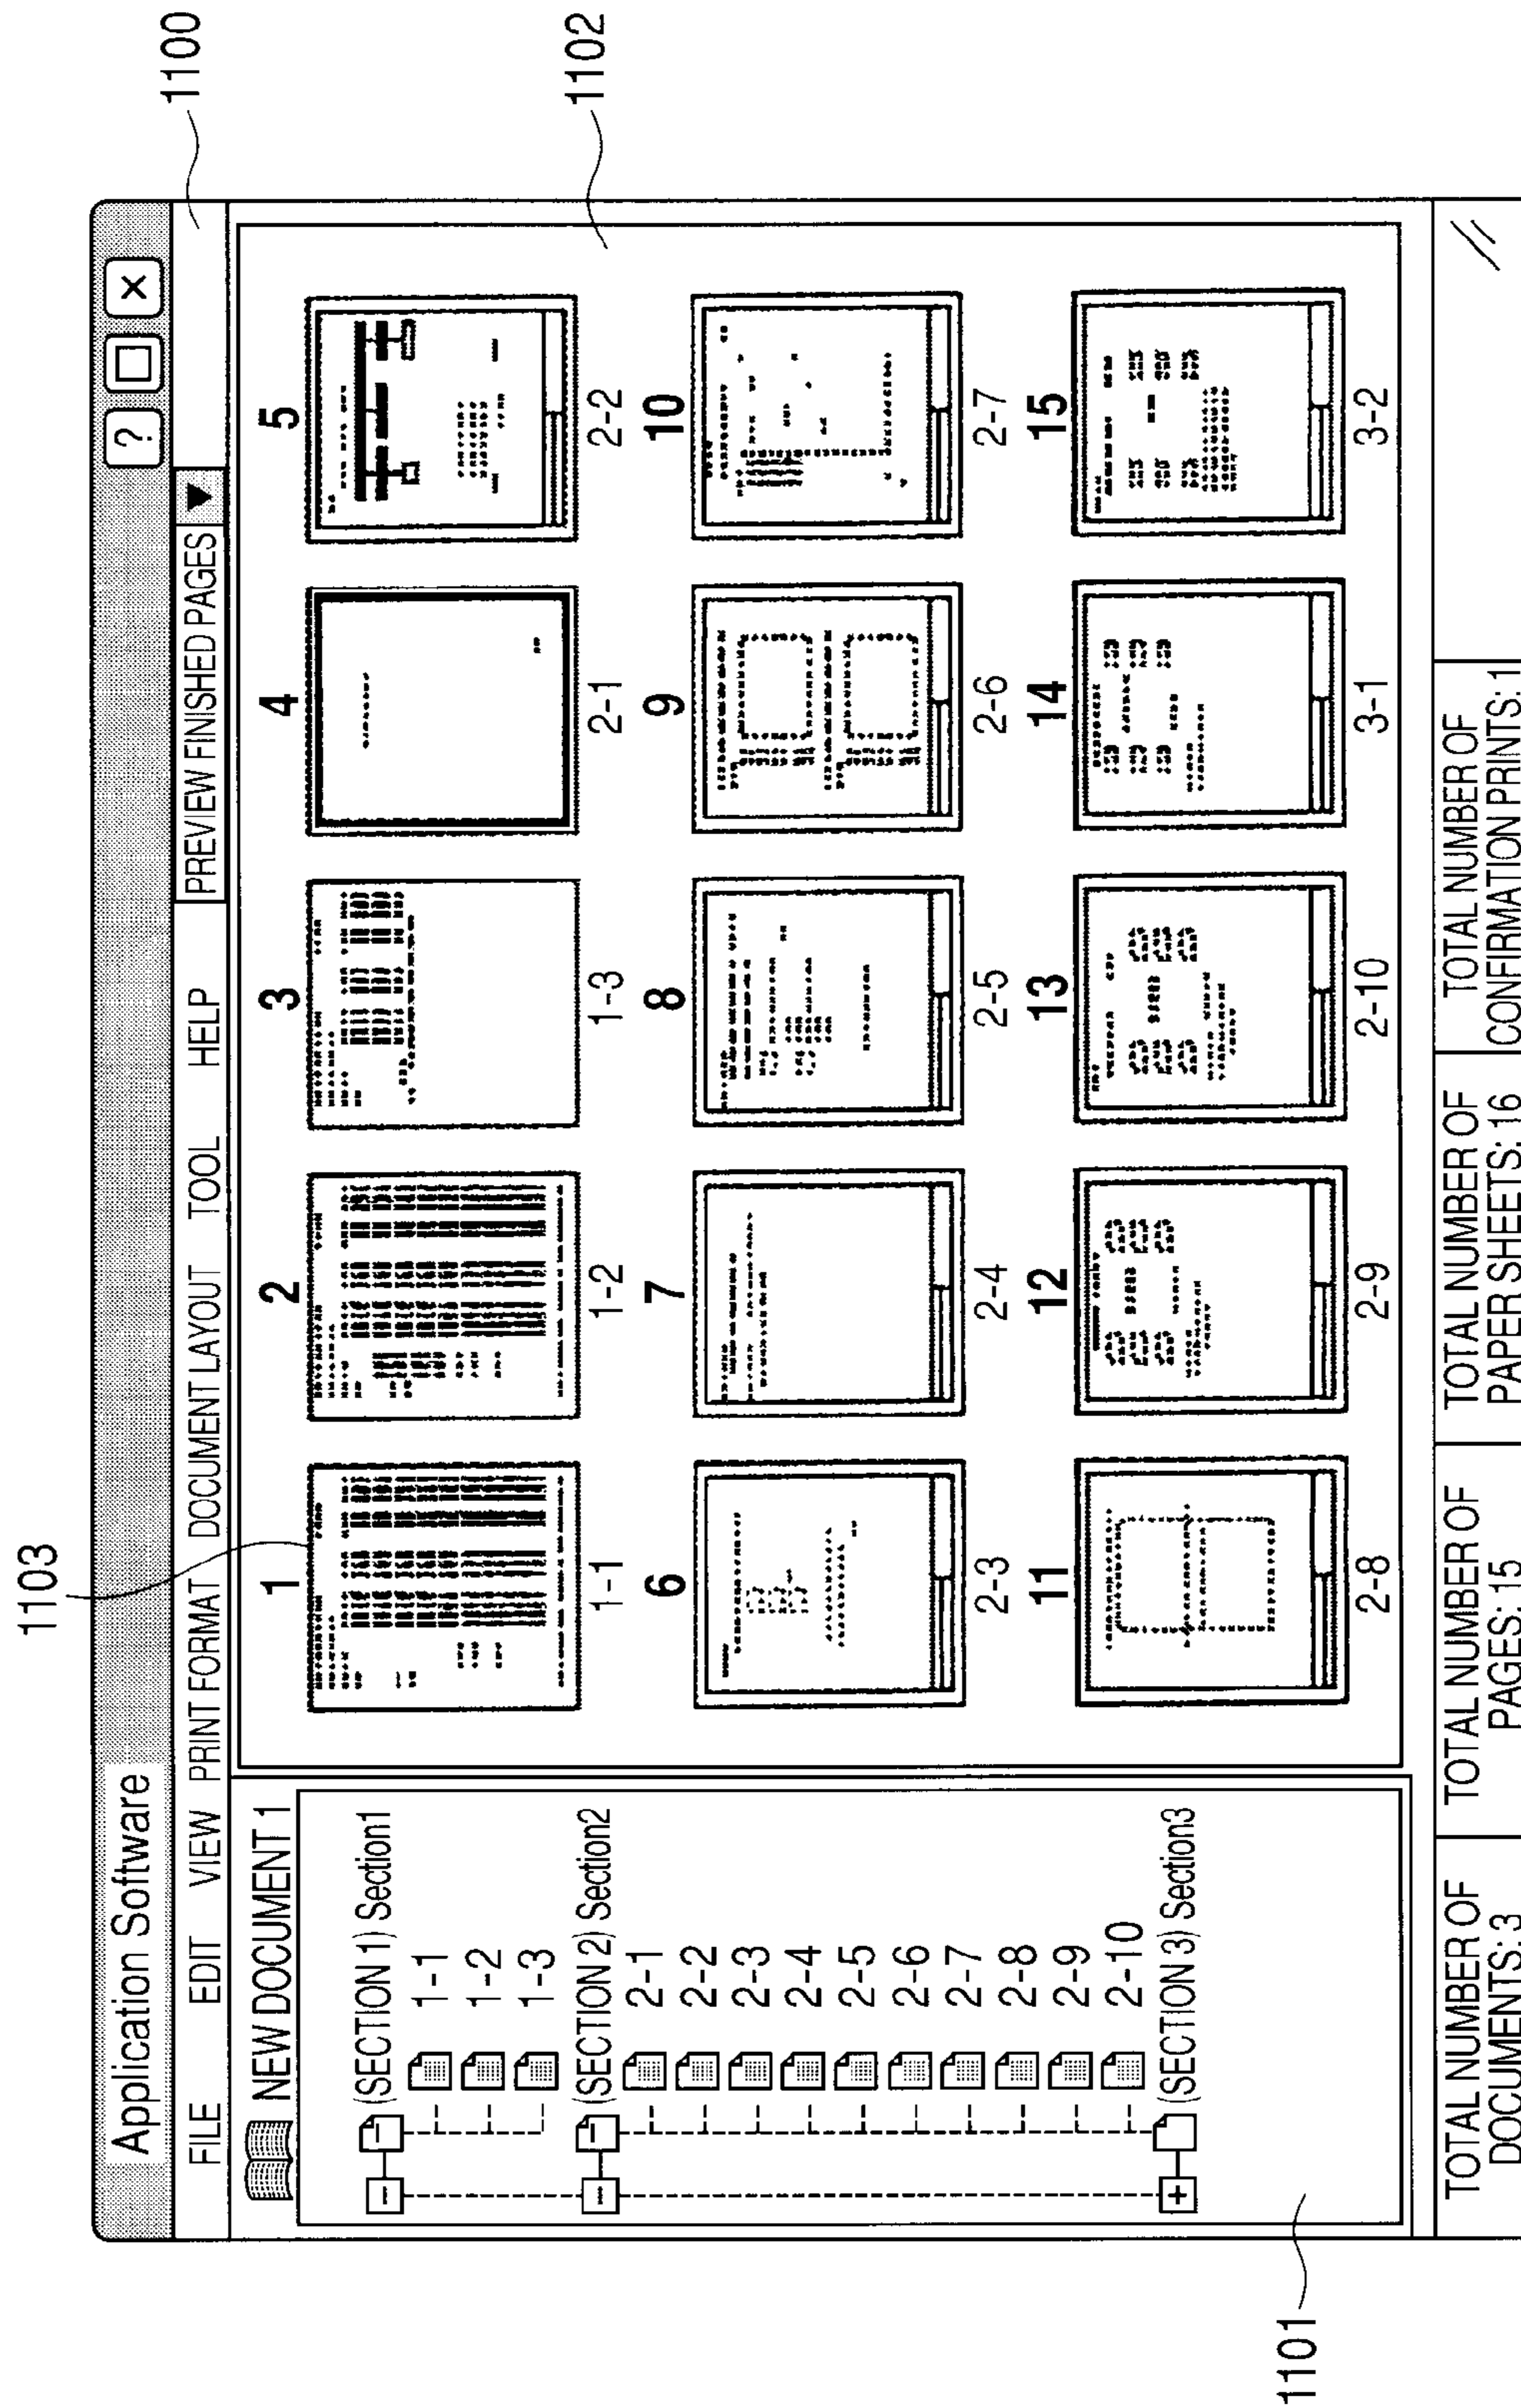 1103
1100
1102
1101
Application Software
? ×
FILE EDIT VIEW PRINT FORMAT DOCUMENT LAYOUT TOOL HELP PREVIEW FINISHED PAGES
NEW DOCUMENT 1
(SECTION 1) Section1
1-1
1-2
1-3
(SECTION 2) Section2
2-1
2-2
2-3
2-4
2-5
2-6
2-7
2-8
2-9
2-10
(SECTION 3) Section3
1 2 3 4 5
1-1 1-2 1-3 2-1 2-2
6 7 8 9 10
2-3 2-4 2-5 2-6 2-7
11 12 13 14 15
2-8 2-9 2-10 3-1 3-2
TOTAL NUMBER OF
DOCUMENTS: 3
TOTAL NUMBER OF
PAGES: 15
TOTAL NUMBER OF
PAPER SHEETS: 16
TOTAL NUMBER OF
CONFIRMATION PRINTS: 1